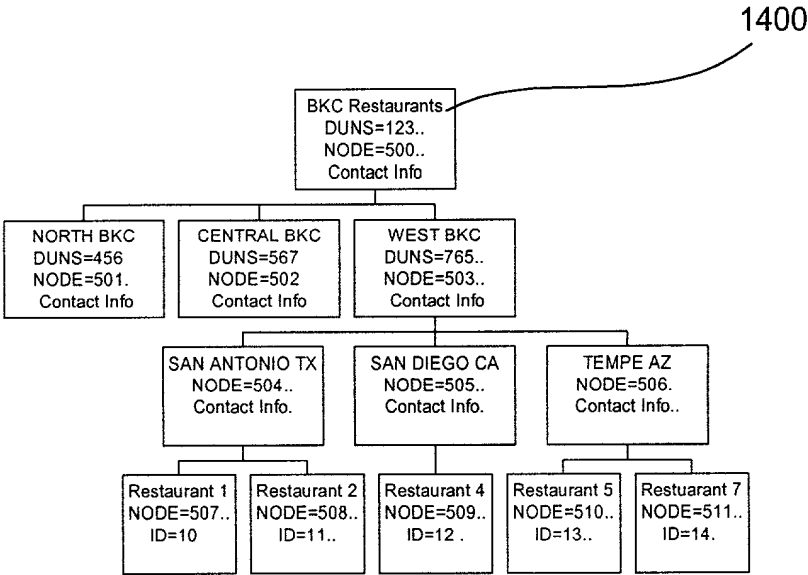 1400
BKC Restaurants
DUNS=123..
NODE=500..
Contact Info
NORTH BKC
DUNS=456
NODE=501.
Contact Info
CENTRAL BKC
DUNS=567
NODE=502
Contact Info
WEST BKC
DUNS=765..
NODE=503..
Contact Info
SAN ANTONIO TX
NODE=504..
Contact Info.
SAN DIEGO CA
NODE=505..
Contact Info.
TEMPE AZ
NODE=506.
Contact Info..
Restaurant 1
NODE=507..
ID=10
Restaurant 2
NODE=508..
ID=11..
Restaurant 4
NODE=509..
ID=12 .
Restaurant 5
NODE=510..
ID=13..
Restuarant 7
NODE=511..
ID=14.